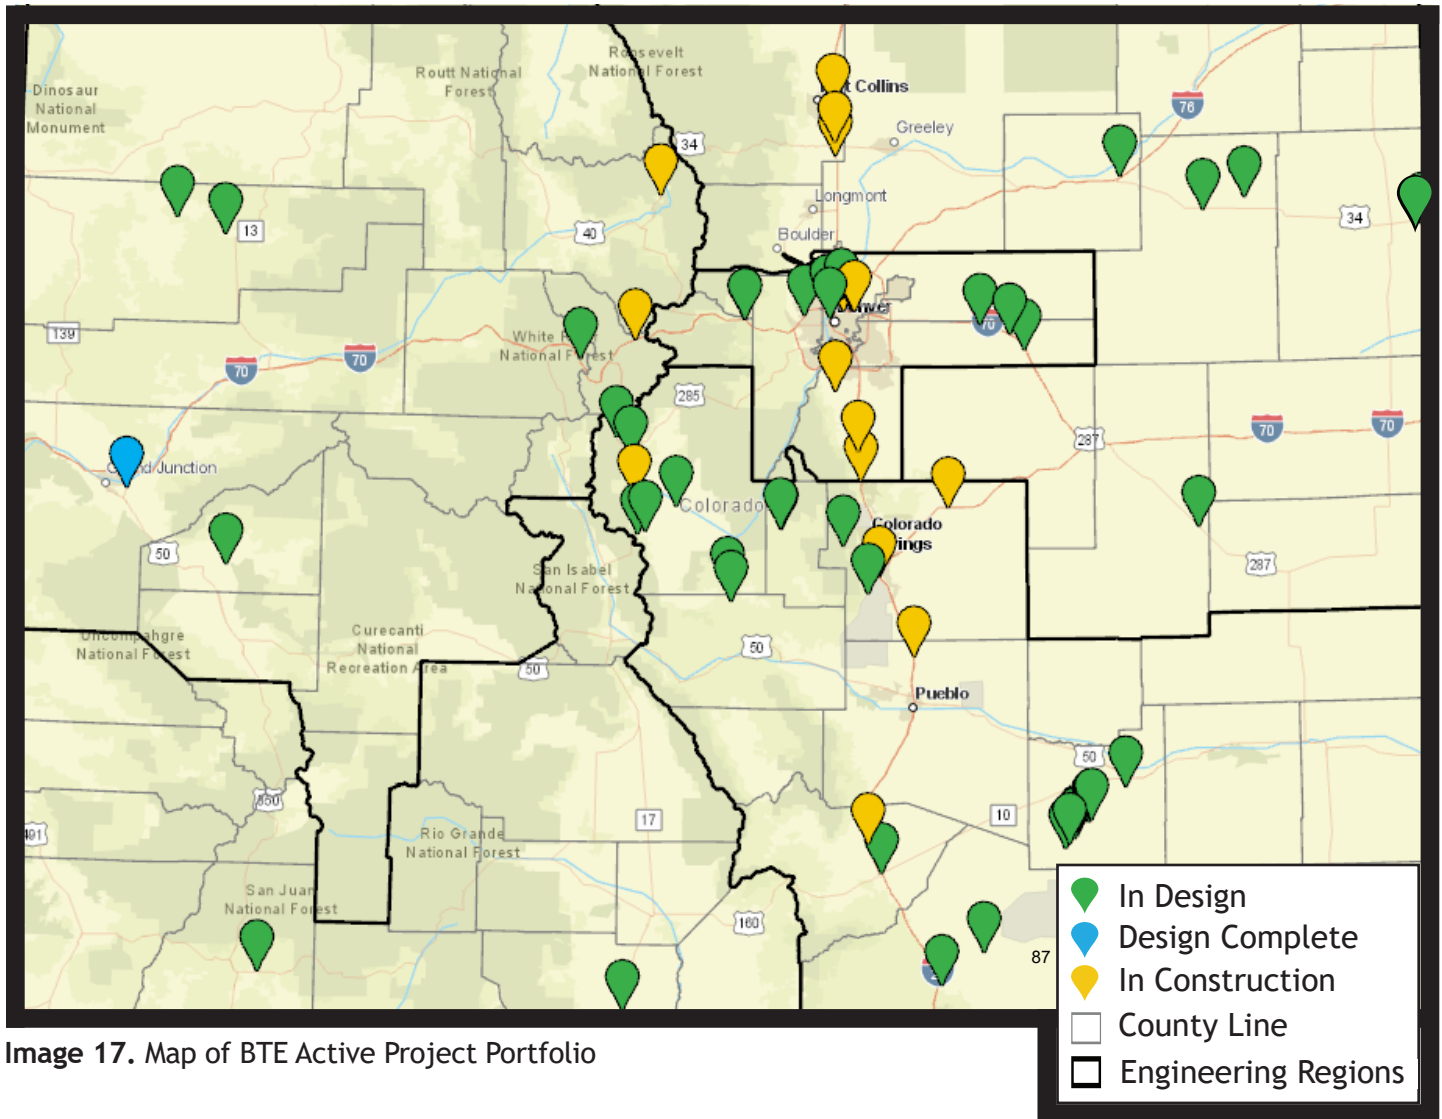 Roosevelt
National Forest
Routt National
Forest
Dinosaur
National
Monument
Collins
76
Greeley
34
Longmont
13
40
34
Boulder
139
White
National Forest
70
70
70
285
287
70
70
Junction
Colorado
Colorado
50
287
San Isabel
National Forest
Uncompahgre
National Forest
Curecanti
National
Recreation Area
50
50
Pueblo
50
550
491
17
10
Rio Grande
National Forest
San Juan
National Forest
160
87
In Design
Design Complete
In Construction
County Line
Engineering Regions
Image 17. Map of BTE Active Project Portfolio